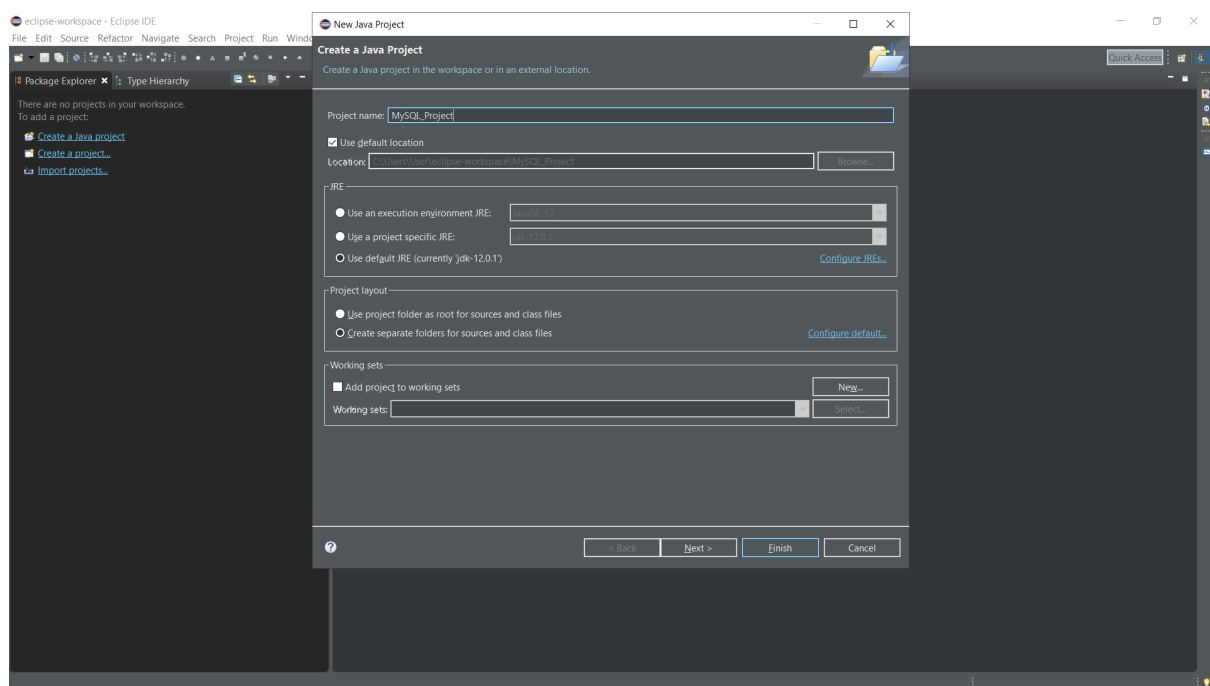 eclipse-workspace - Eclipse IDE
File Edit Source Refactor Navigate Search Project Run
Quick Access
Package Explorer Type Hierarchy
There are no projects in your workspace.
To add a project:
Create a Java project
Create a project...
Import projects...
New Java Project
Create a Java Project
Create a Java project in the workspace or in an external location.
Project name: MySQL_Project
Use default location
Location: C:\Users\User\eclipse-workspace\MySQL_Project Browse...
JRE
Use an execution environment JRE: JavaSE-12
Use a project specific JRE: jdk-12.0.1
Use default JRE (currently 'jdk-12.0.1') Configure JREs...
Project layout
Use project folder as root for sources and class files
Create separate folders for sources and class files Configure default...
Working sets
Add project to working sets New...
Working sets: Select...
< Back Next > Finish Cancel